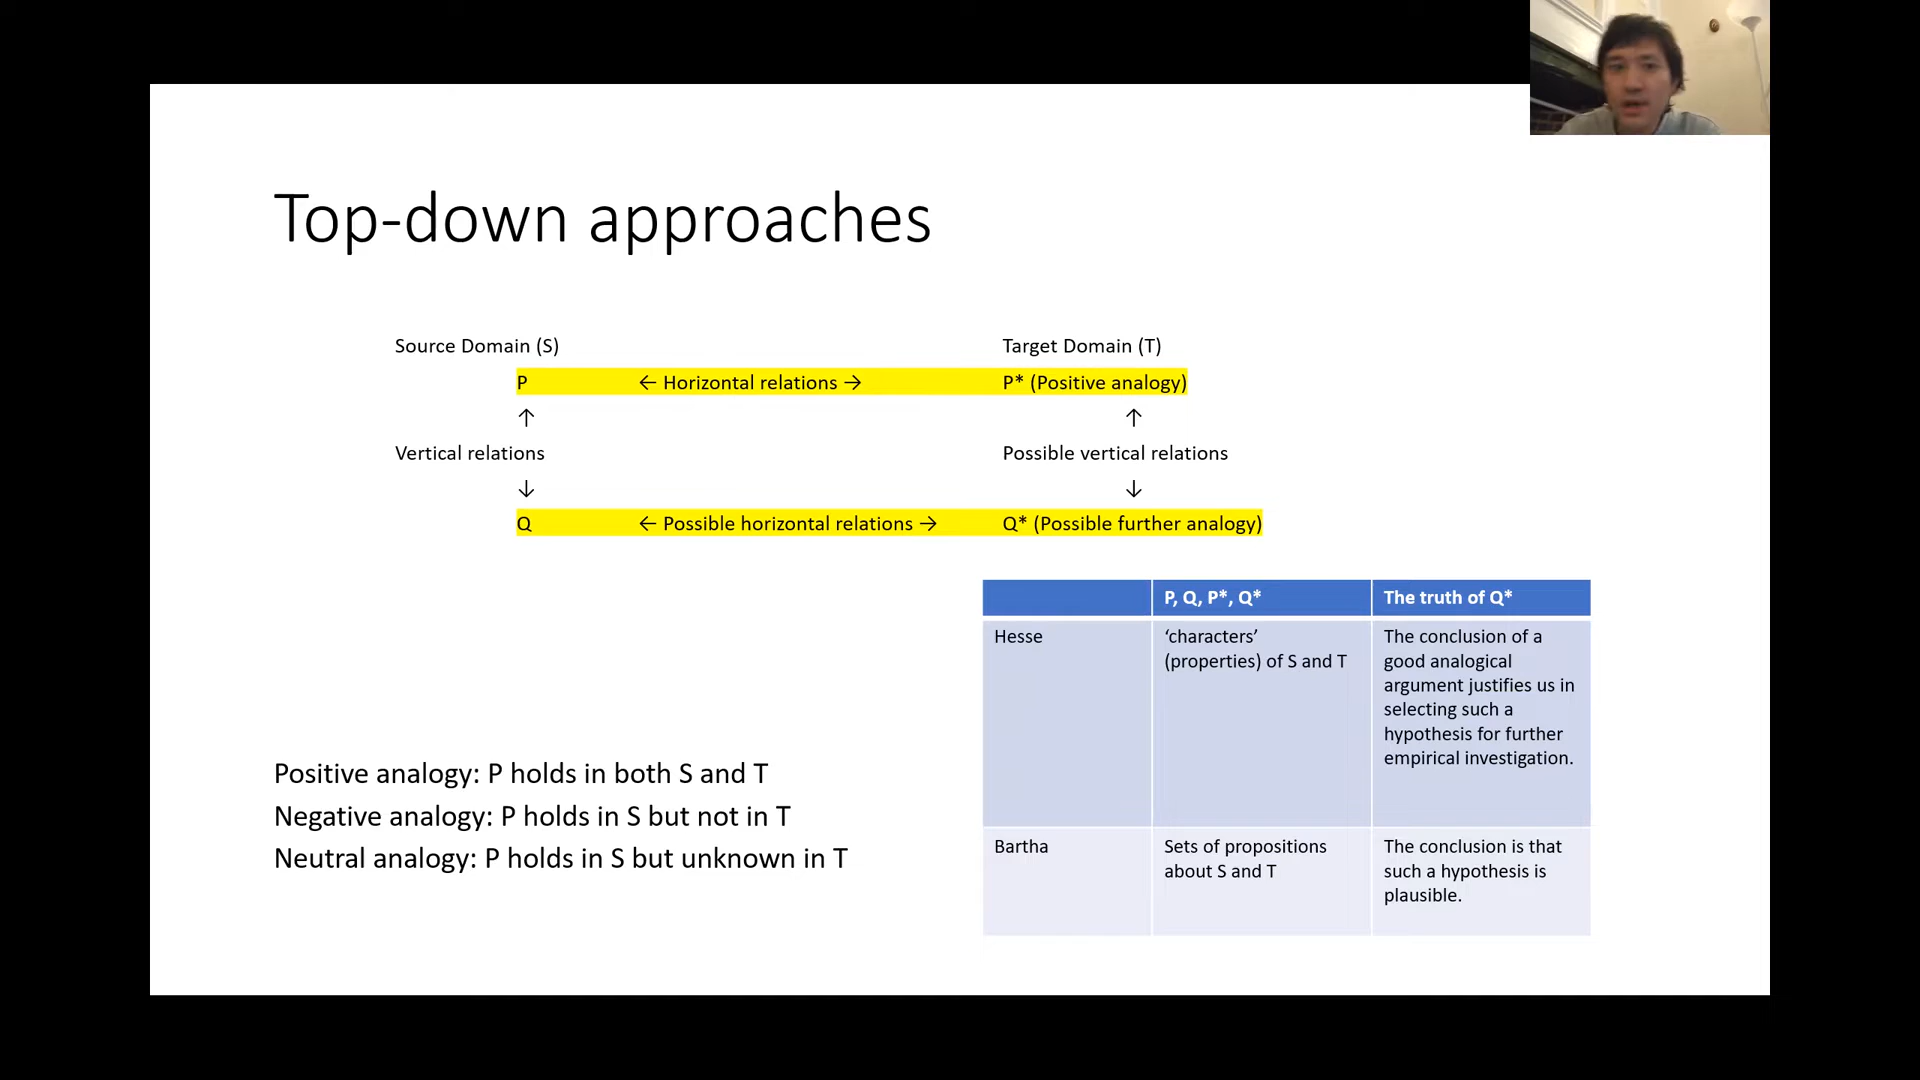 Top-down approaches
Source Domain (S) Target Domain (T)
P ← Horizontal relations → P* (Positive analogy)
↑ ↑
Vertical relations Possible vertical relations
↓ ↓
Q ← Possible horizontal relations → Q* (Possible further analogy)
P, Q, P*, Q* The truth of Q*
Hesse
‘characters’
(properties) of S and T
The conclusion of a
good analogical
argument justifies us in
selecting such a
hypothesis for further
empirical investigation.
Bartha
Sets of propositions
about S and T
The conclusion is that
such a hypothesis is
plausible.
Positive analogy: P holds in both S and T
Negative analogy: P holds in S but not in T
Neutral analogy: P holds in S but unknown in T